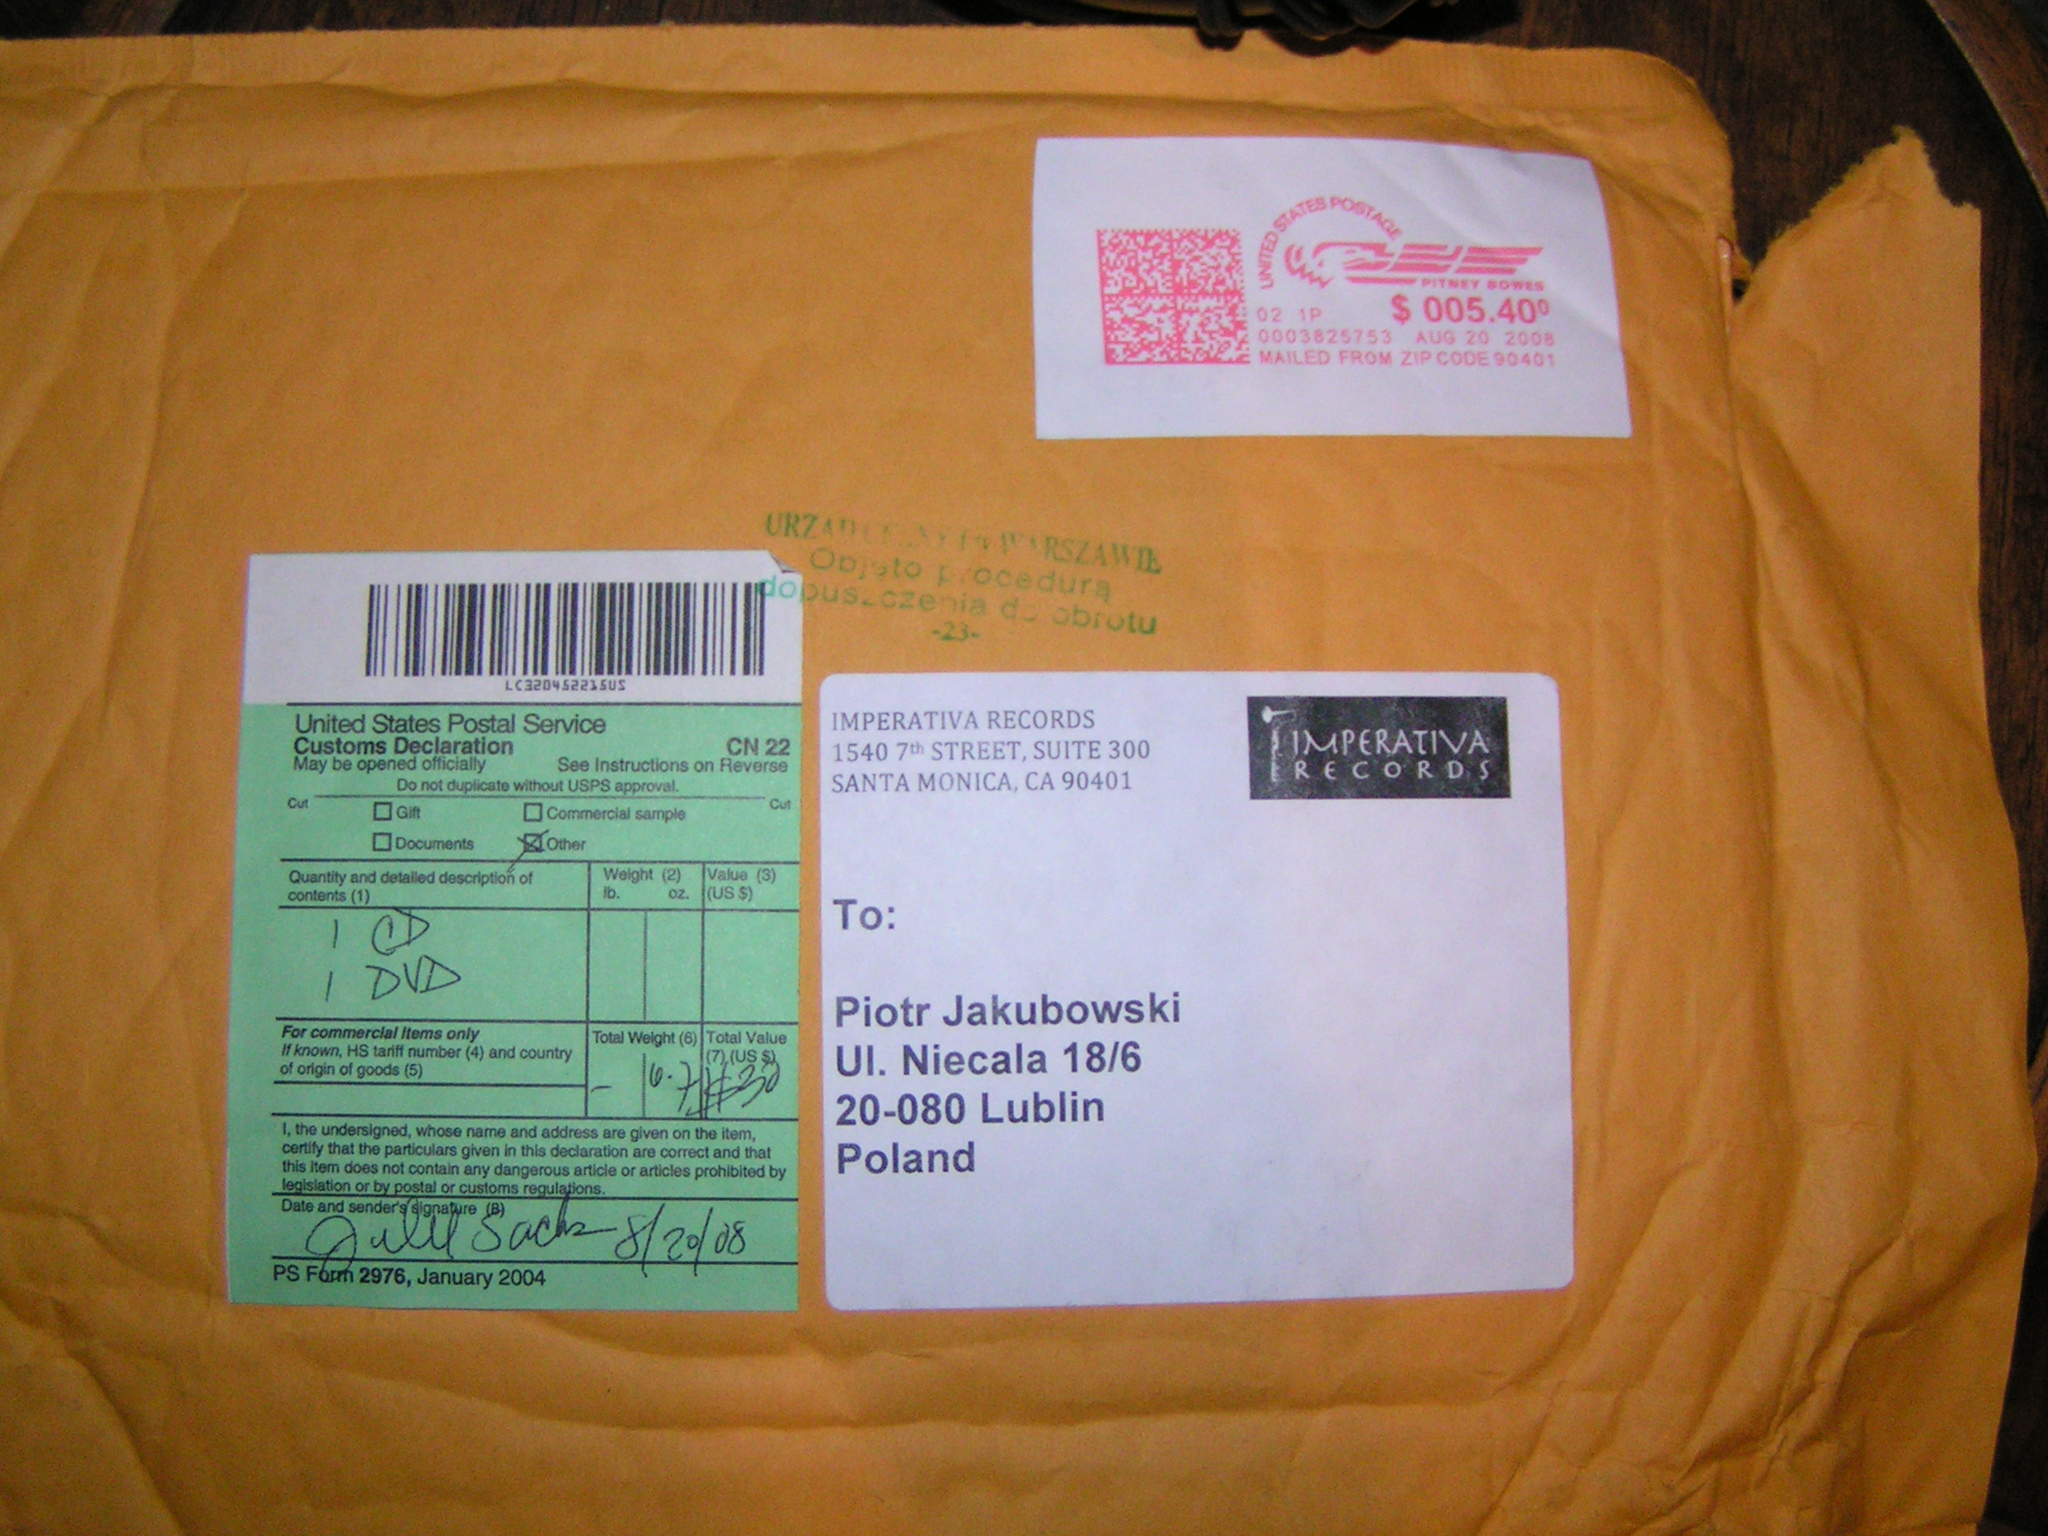 UNITED STATES POSTAGE
PITNEY BOWES
02 1P $ 005.40⁰
0003825753 AUG 20 2008
MAILED FROM ZIP CODE 90401
WARSZAWIE
Objęto procedurą
dopuszczenia do obrotu
-23-
LC320452215US
United States Postal Service
Customs Declaration CN 22
May be opened officially See Instructions on Reverse
Do not duplicate without USPS approval.
Cut Cut
Gift Commercial sample
Documents Other
Quantity and detailed description of
contents (1)
Weight (2)
lb. oz.
Value (3)
(US $)
1 CD
1 DVD
For commercial items only
If known, HS tariff number (4) and country
of origin of goods (5)
Total Weight (6)
Total Value
(7) (US $)
- 6.7 $30
I, the undersigned, whose name and address are given on the item,
certify that the particulars given in this declaration are correct and that
this item does not contain any dangerous article or articles prohibited by
legislation or by postal or customs regulations.
Date and sender's signature (8)
8/20/08
PS Form 2976, January 2004
IMPERATIVA RECORDS
1540 7th STREET, SUITE 300
SANTA MONICA, CA 90401
IMPERATIVA
RECORDS
To:
Piotr Jakubowski
Ul. Niecala 18/6
20-080 Lublin
Poland